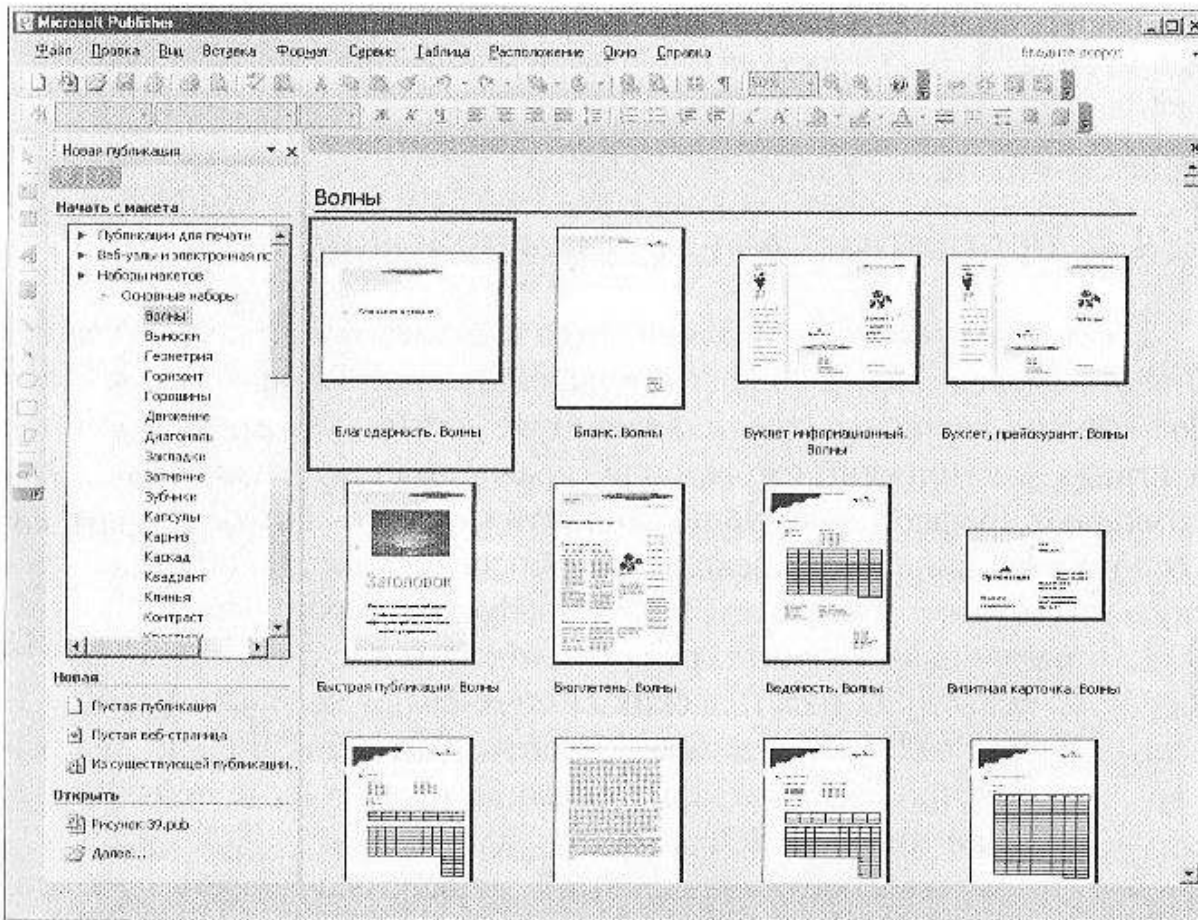 Microsoft Publisher
Файл Правка Вид Вставка Формат Сервис Таблица Расположение Окно Справка Введите вопрос
Ж К Ч
Новая публикация
Начать с макета
Публикации для печати
Веб-узлы и электронная по
Наборы макетов
Основные наборы
Волны
Выноски
Геометрия
Горизонт
Горошины
Движение
Диагональ
Закладки
Затмение
Зубчики
Капсулы
Карниз
Каскад
Квадрант
Клинья
Контраст
Новая
Пустая публикация
Пустая веб-страница
Из существующей публикации..
Открыть
Рисунок 39.pub
Далее...
Волны
Благодарность. Волны
Бланк. Волны
Буклет информационный.
Волны
Буклет, прейскурант. Волны
Заголовок
Организация
Быстрая публикация. Волны
Бюллетень. Волны
Ведомость. Волны
Визитная карточка. Волны